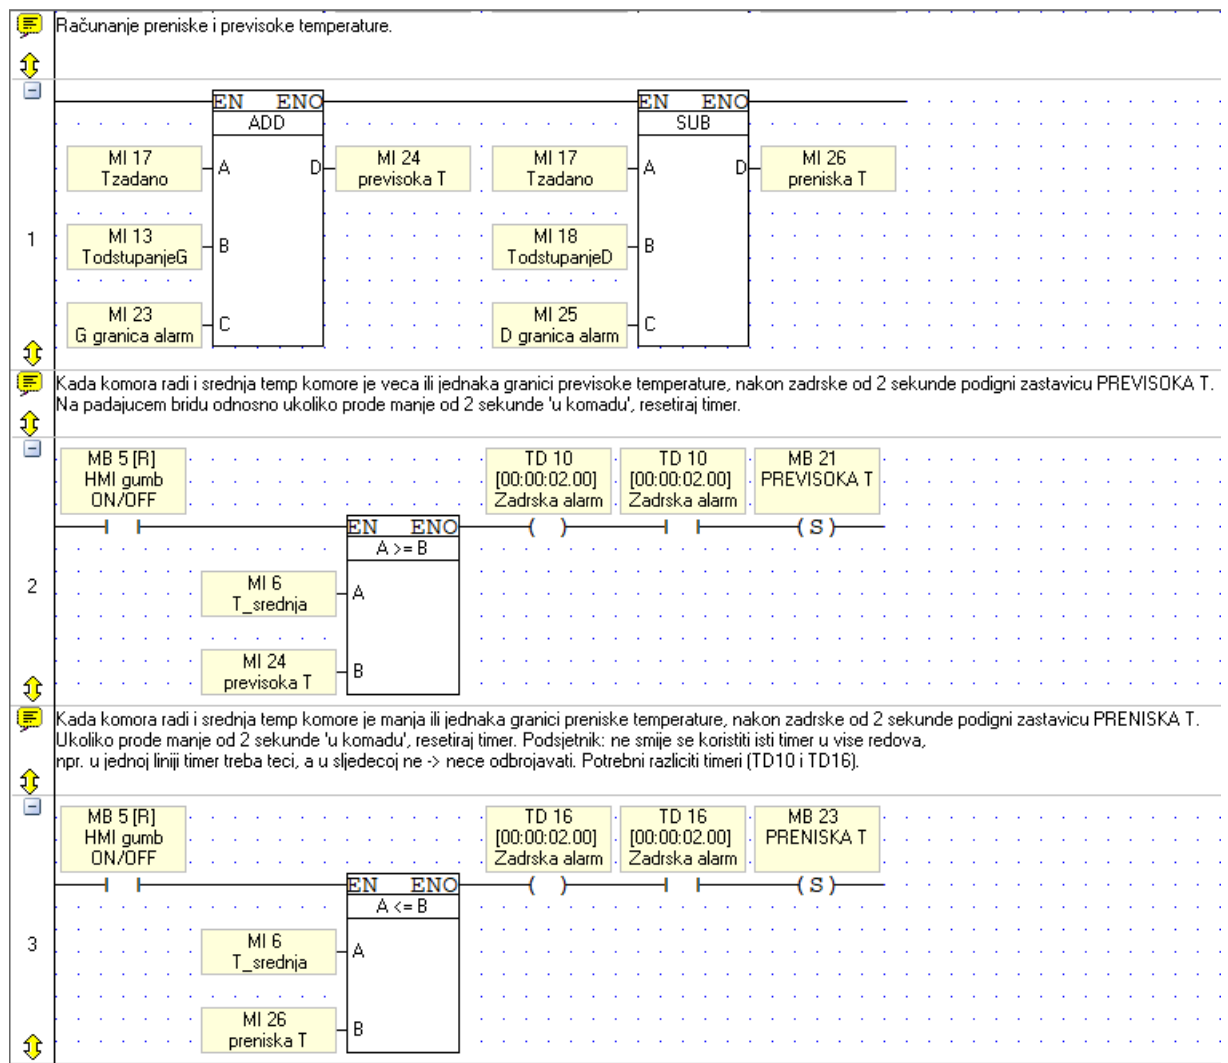 Računanje preniske i previsoke temperature.
1
EN ENO
ADD
MI 17
Tzadano
A
D
MI 24
previsoka T
MI 13
TodstupanjeG
B
MI 23
G granica alarm
C
EN ENO
SUB
MI 17
Tzadano
A
D
MI 26
preniska T
MI 18
TodstupanjeD
B
MI 25
D granica alarm
C
Kada komora radi i srednja temp komore je veca ili jednaka granici previsoke temperature, nakon zadrske od 2 sekunde podigni zastavicu PREVISOKA T.
Na padajucem bridu odnosno ukoliko prode manje od 2 sekunde 'u komadu', resetiraj timer.
2
MB 5 [R]
HMI gumb
ON/OFF
EN ENO
A >= B
MI 6
T_srednja
A
MI 24
previsoka T
B
TD 10
[00:00:02.00]
Zadrska alarm
TD 10
[00:00:02.00]
Zadrska alarm
MB 21
PREVISOKA T
( S )
Kada komora radi i srednja temp komore je manja ili jednaka granici preniske temperature, nakon zadrske od 2 sekunde podigni zastavicu PRENISKA T.
Ukoliko prode manje od 2 sekunde 'u komadu', resetiraj timer. Podsjetnik: ne smije se koristiti isti timer u vise redova,
npr. u jednoj liniji timer treba teci, a u sljedecoj ne -> nece odbrojavati. Potrebni razliciti timeri (TD10 i TD16).
3
MB 5 [R]
HMI gumb
ON/OFF
EN ENO
A <= B
MI 6
T_srednja
A
MI 26
preniska T
B
TD 16
[00:00:02.00]
Zadrska alarm
TD 16
[00:00:02.00]
Zadrska alarm
MB 23
PRENISKA T
( S )